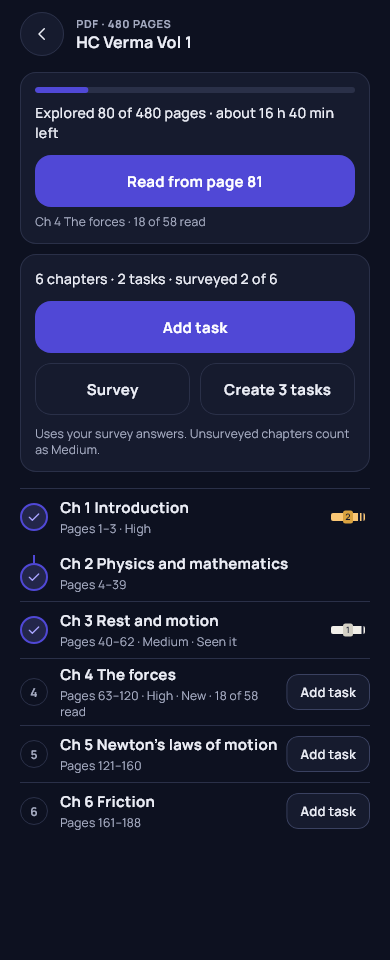 PDF · 480 PAGES
HC Verma Vol 1
Explored 80 of 480 pages · about 16 h 40 min
left
Read from page 81
Ch 4 The forces · 18 of 58 read
6 chapters · 2 tasks · surveyed 2 of 6
Add task
Survey
Create 3 tasks
Uses your survey answers. Unsurveyed chapters count
as Medium.
Ch 1 Introduction
Pages 1–3 · High
2
Ch 2 Physics and mathematics
Pages 4–39
Ch 3 Rest and motion
Pages 40–62 · Medium · Seen it
1
4
Ch 4 The forces
Pages 63–120 · High · New · 18 of 58
read
Add task
5
Ch 5 Newton's laws of motion
Pages 121–160
Add task
6
Ch 6 Friction
Pages 161–188
Add task